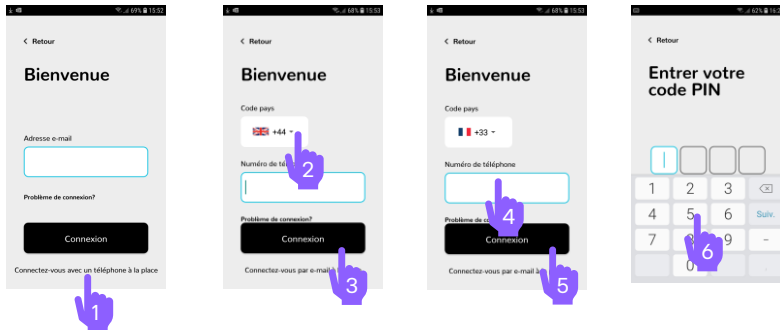 69% 15:52
< Retour
Bienvenue
Adresse e-mail
Problème de connexion?
Connexion
Connectez-vous avec un téléphone à la place
1
68% 15:53
< Retour
Bienvenue
Code pays
+44
2
Numéro de
Problème de connexion?
Connexion
Connectez-vous par e-mail
3
68% 15:53
< Retour
Bienvenue
Code pays
+33
Numéro de téléphone
4
Problème de
Connexion
Connectez-vous par e-mail à
5
62%
< Retour
Entrer votre
code PIN
1 2 3
4 5 6 Suiv.
7 9 -
6
0 .